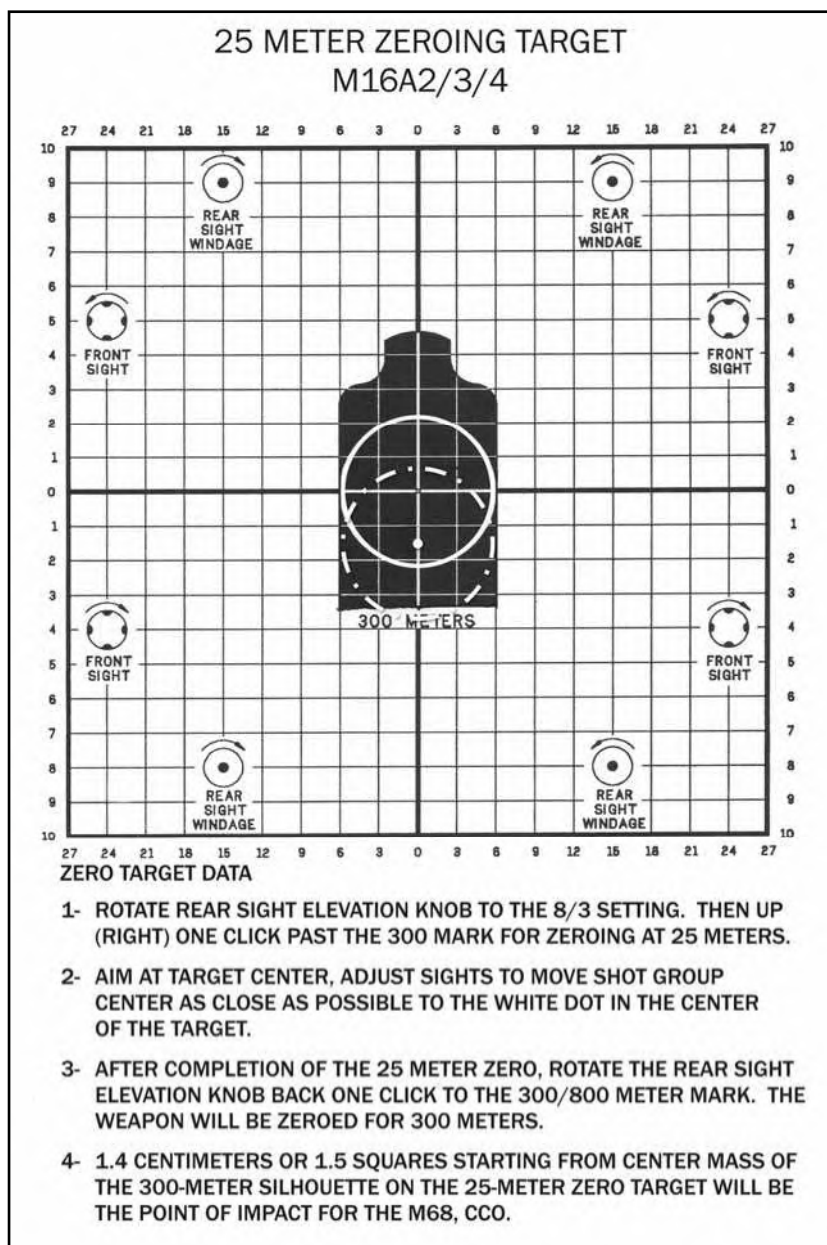 25 METER ZEROING TARGET
M16A2/3/4
27 24 21 18 15 12 9 6 3 0 3 6 9 12 15 18 21 24 27
10 10
9 9
REAR REAR
8 8
SIGHT SIGHT
WINDAGE WINDAGE
7 7
6 6
5 5
FRONT FRONT
4 4
SIGHT SIGHT
3 3
2 2
1 1
0 0
1 1
2 2
3 3
300 METERS
4 4
FRONT FRONT
5 5
SIGHT SIGHT
6 6
7 7
8 8
REAR REAR
9 9
SIGHT SIGHT
WINDAGE WINDAGE
10 10
27 24 21 18 15 12 9 6 3 0 3 6 9 12 15 18 21 24 27
ZERO TARGET DATA
1- ROTATE REAR SIGHT ELEVATION KNOB TO THE 8/3 SETTING. THEN UP
(RIGHT) ONE CLICK PAST THE 300 MARK FOR ZEROING AT 25 METERS.
2- AIM AT TARGET CENTER, ADJUST SIGHTS TO MOVE SHOT GROUP
CENTER AS CLOSE AS POSSIBLE TO THE WHITE DOT IN THE CENTER
OF THE TARGET.
3- AFTER COMPLETION OF THE 25 METER ZERO, ROTATE THE REAR SIGHT
ELEVATION KNOB BACK ONE CLICK TO THE 300/800 METER MARK. THE
WEAPON WILL BE ZEROED FOR 300 METERS.
4- 1.4 CENTIMETERS OR 1.5 SQUARES STARTING FROM CENTER MASS OF
THE 300-METER SILHOUETTE ON THE 25-METER ZERO TARGET WILL BE
THE POINT OF IMPACT FOR THE M68, CCO.